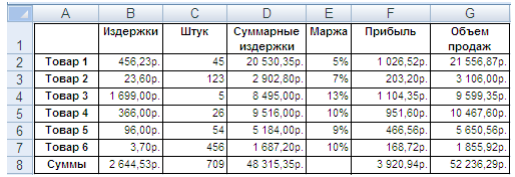 A B C D E F G
1 Издержки Штук Суммарные издержки Маржа Прибыль Объем продаж
2 Товар 1 456,23р. 45 20 530,35р. 5% 1 026,52р. 21 556,87р.
3 Товар 2 23,60р. 123 2 902,80р. 7% 203,20р. 3 106,00р.
4 Товар 3 1 699,00р. 5 8 495,00р. 13% 1 104,35р. 9 599,35р.
5 Товар 4 366,00р. 26 9 516,00р. 10% 951,60р. 10 467,60р.
6 Товар 5 96,00р. 54 5 184,00р. 9% 466,56р. 5 650,56р.
7 Товар 6 3,70р. 456 1 687,20р. 10% 168,72р. 1 855,92р.
8 Суммы 2 644,53р. 709 48 315,35р. 3 920,94р. 52 236,29р.